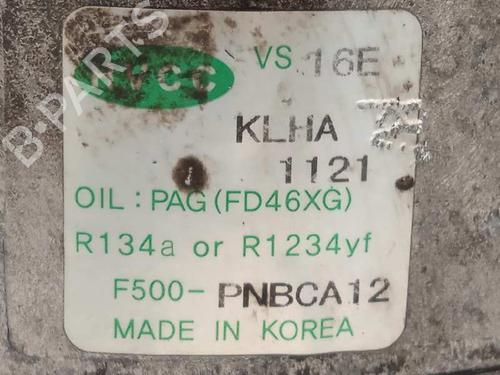 B-PARTS
VS 16E
KLHA
1121
OIL: PAG (FD46XG)
R134a or R1234yf
F500-PNBCA12
MADE IN KOREA